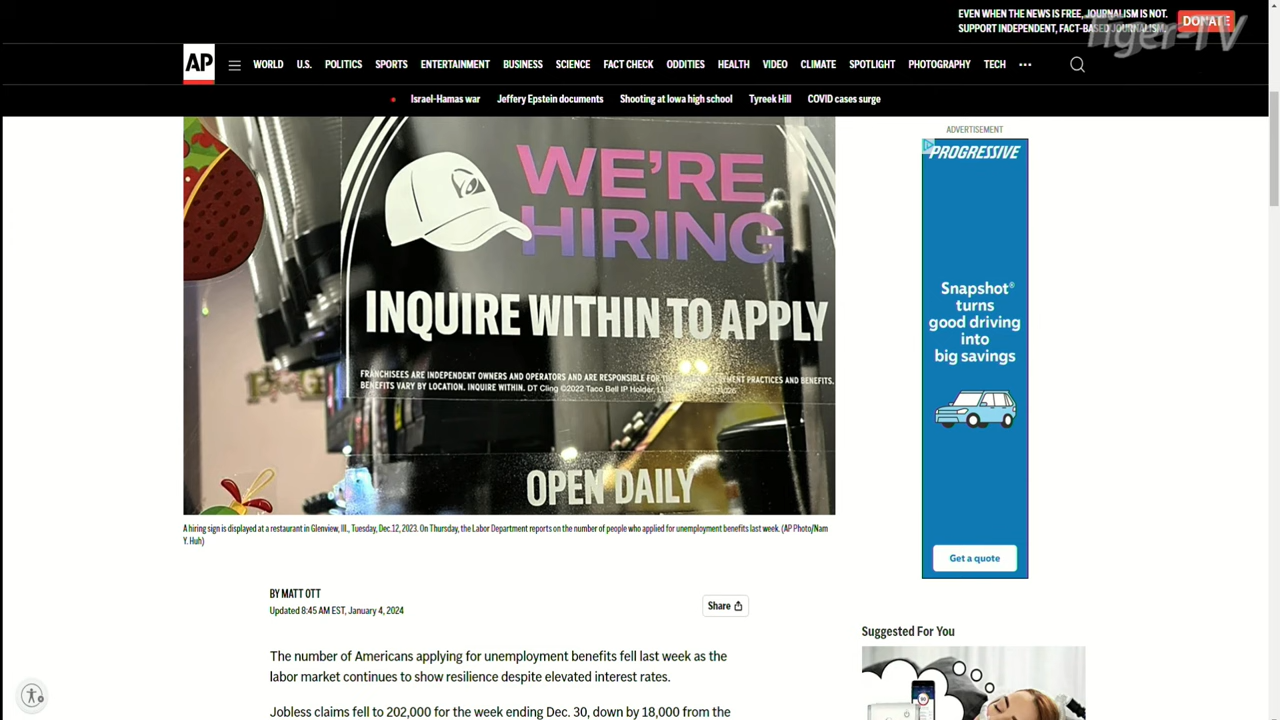 EVEN WHEN THE NEWS IS FREE, JOURNALISM IS NOT.
SUPPORT INDEPENDENT, FACT-BASED JOURNALISM.
DONATE
Tiger-TV
AP
WORLD U.S. POLITICS SPORTS ENTERTAINMENT BUSINESS SCIENCE FACT CHECK ODDITIES HEALTH VIDEO CLIMATE SPOTLIGHT PHOTOGRAPHY TECH
Israel-Hamas war Jeffery Epstein documents Shooting at Iowa high school Tyreek Hill COVID cases surge
WE'RE
HIRING
INQUIRE WITHIN TO APPLY
FRANCHISEES ARE INDEPENDENT OWNERS AND OPERATORS AND ARE RESPONSIBLE FOR PRACTICES AND BENEFITS.
BENEFITS VARY BY LOCATION. INQUIRE WITHIN. DT Cling ©2022 Taco Bell IP Holder,
OPEN DAILY
A hiring sign is displayed at a restaurant in Glenview, Ill., Tuesday, Dec.12, 2023. On Thursday, the Labor Department reports on the number of people who applied for unemployment benefits last week. (AP Photo/Nam
Y. Huh)
BY MATT OTT
Updated 8:45 AM EST, January 4, 2024
Share
The number of Americans applying for unemployment benefits fell last week as the
labor market continues to show resilience despite elevated interest rates.
Jobless claims fell to 202,000 for the week ending Dec. 30, down by 18,000 from the
ADVERTISEMENT
PROGRESSIVE
Snapshot®
turns
good driving
into
big savings
Get a quote
Suggested For You